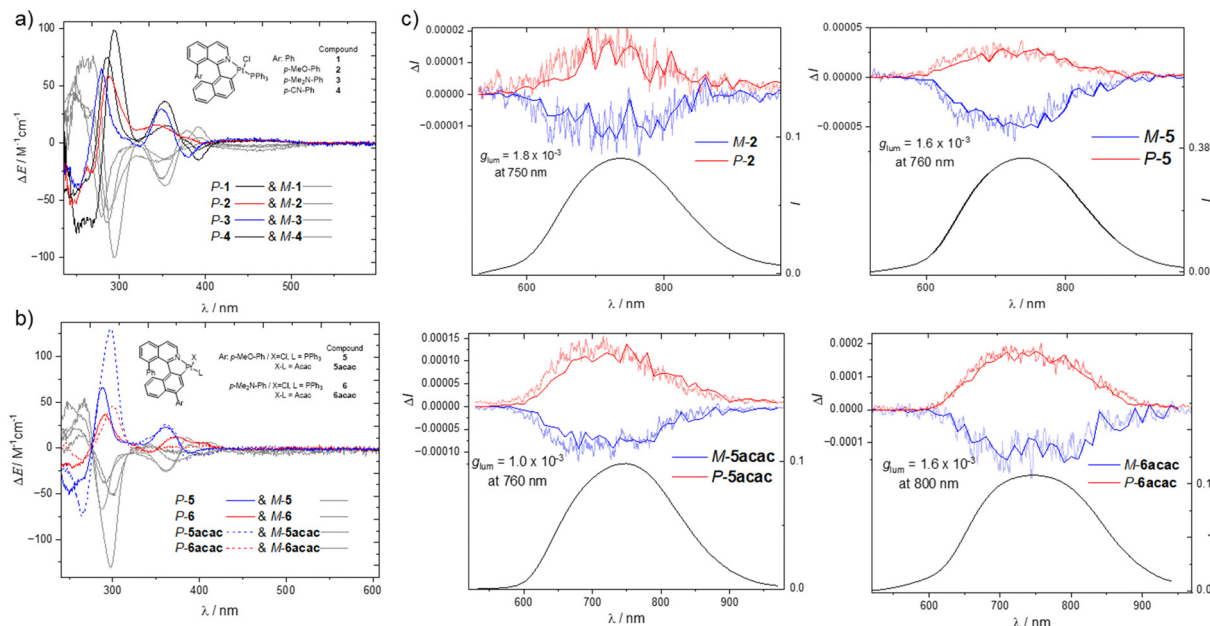 a)
ΔE / M⁻¹cm⁻¹
100
50
0
−50
−100
300
400
500
λ / nm
Ar
N
Cl
Pt
PPh₃
Compound
Ar: Ph 1
p-MeO-Ph 2
p-Me₂N-Ph 3
p-CN-Ph 4
P-1 & M-1
P-2 & M-2
P-3 & M-3
P-4 & M-4
b)
ΔE / M⁻¹cm⁻¹
100
50
0
−50
−100
300
400
500
600
λ / nm
Ph
N
X
Pt
L
Ar
Compound
Ar: p-MeO-Ph / X=Cl, L = PPh₃ 5
X-L = Acac 5acac
p-Me₂N-Ph / X=Cl, L = PPh₃ 6
X-L = Acac 6acac
P-5 & M-5
P-6 & M-6
P-5acac & M-5acac
P-6acac & M-6acac
c)
ΔI
0.00002
0.00001
0.00000
−0.00001
M-2
P-2
g_lum = 1.8 x 10⁻³
at 750 nm
0.1
0.0
I
600
700
800
900
λ / nm
ΔI
0.00005
0.00000
−0.00005
M-5
P-5
g_lum = 1.6 x 10⁻³
at 760 nm
0.38
0.00
I
600
800
λ / nm
ΔI
0.00015
0.00010
0.00005
0.00000
−0.00005
−0.00010
M-5acac
P-5acac
g_lum = 1.0 x 10⁻³
at 760 nm
0.1
0.0
600
700
800
900
λ / nm
ΔI
0.0002
0.0001
0.0000
−0.0001
M-6acac
P-6acac
g_lum = 1.6 x 10⁻³
at 800 nm
0.1
0.0
600
700
800
900
λ / nm